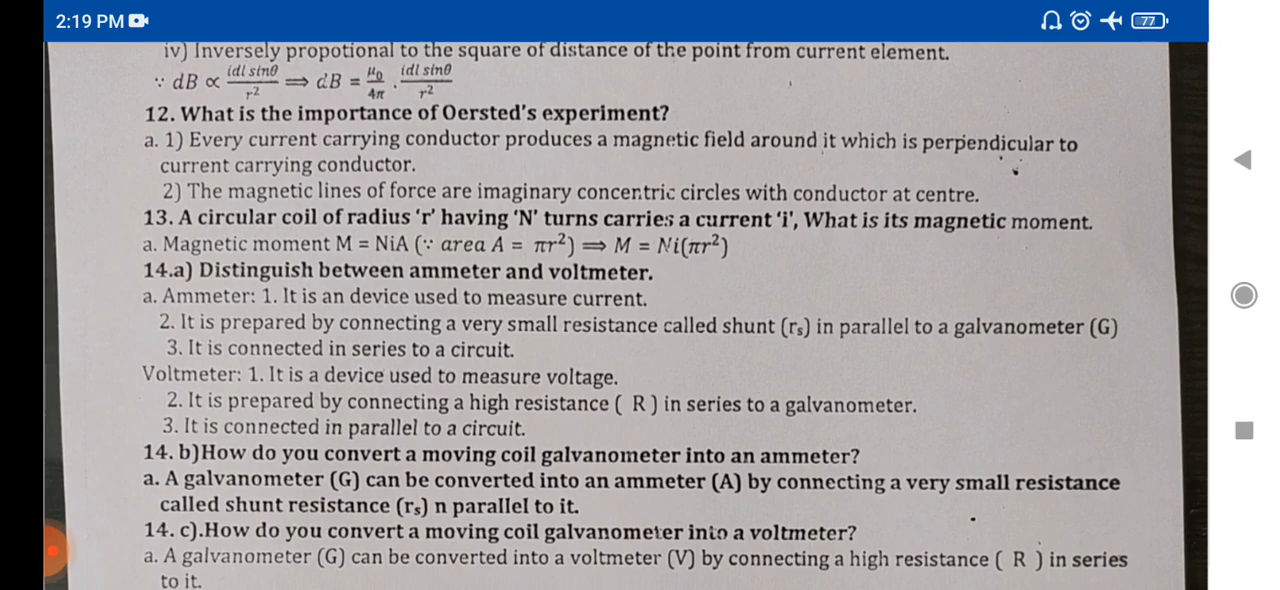 2:19 PM
77
iv) Inversely propotional to the square of distance of the point from current element.
∵ dB ∝ idl sinθ / r² ⟹ dB = μ₀ / 4π . idl sinθ / r²
12. What is the importance of Oersted's experiment?
a. 1) Every current carrying conductor produces a magnetic field around it which is perpendicular to
current carrying conductor.
2) The magnetic lines of force are imaginary concentric circles with conductor at centre.
13. A circular coil of radius 'r' having 'N' turns carries a current 'i', What is its magnetic moment.
a. Magnetic moment M = NiA (∵ area A = πr²) ⟹ M = Ni(πr²)
14.a) Distinguish between ammeter and voltmeter.
a. Ammeter: 1. It is an device used to measure current.
2. It is prepared by connecting a very small resistance called shunt (rₛ) in parallel to a galvanometer (G)
3. It is connected in series to a circuit.
Voltmeter: 1. It is a device used to measure voltage.
2. It is prepared by connecting a high resistance ( R ) in series to a galvanometer.
3. It is connected in parallel to a circuit.
14. b)How do you convert a moving coil galvanometer into an ammeter?
a. A galvanometer (G) can be converted into an ammeter (A) by connecting a very small resistance
called shunt resistance (rₛ) n parallel to it.
14. c).How do you convert a moving coil galvanometer into a voltmeter?
a. A galvanometer (G) can be converted into a voltmeter (V) by connecting a high resistance ( R ) in series
to it.